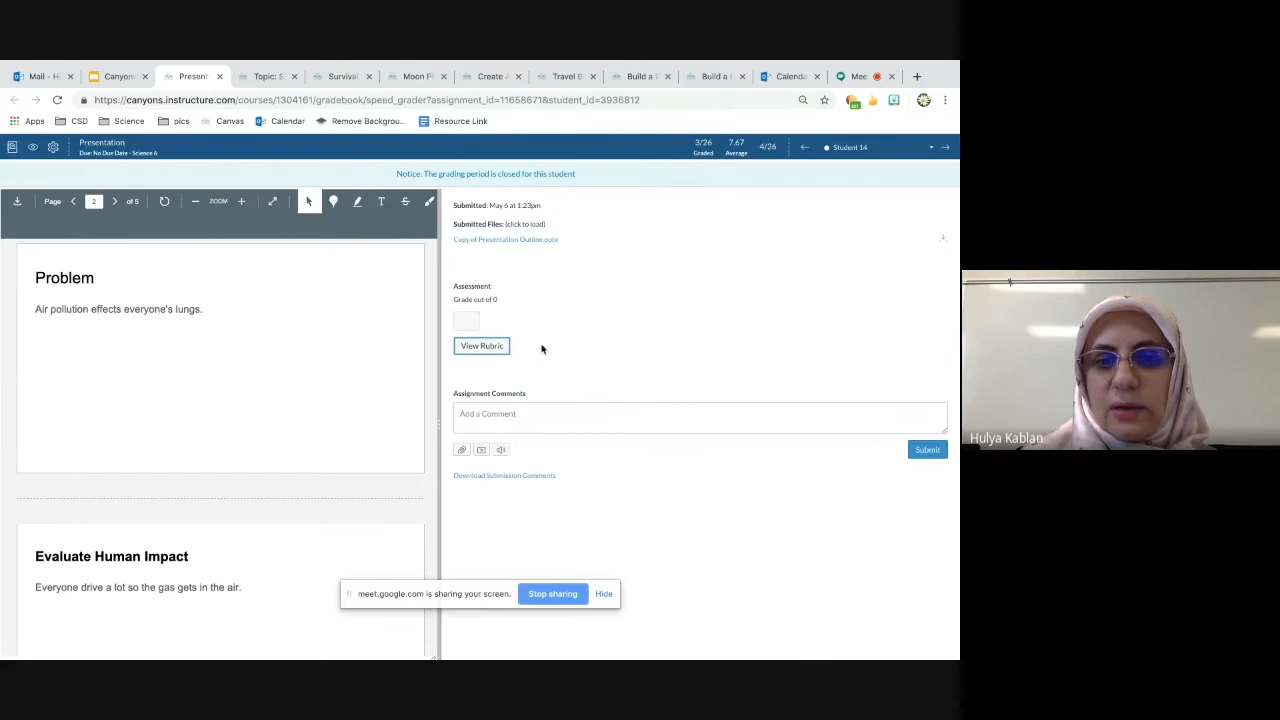 Mail - H
Canyons
Present
Topic: S
Survival
Moon P
Create A
Travel B
Build a
Build a
Calenda
Mee
https://canyons.instructure.com/courses/1304161/gradebook/speed_grader?assignment_id=11658671&student_id=3936812
Apps CSD Science pics Canvas Calendar Remove Backgrou... Resource Link
Presentation
Due: No Due Date - Science 6
3/26
Graded
7.67
Average
4/26
Student 14
Notice: The grading period is closed for this student
Page 2 of 5 ZOOM T S
Problem
Air pollution effects everyone's lungs.
Evaluate Human Impact
Everyone drive a lot so the gas gets in the air.
Submitted: May 6 at 1:23pm
Submitted Files: (click to load)
Copy of Presentation Outline.pptx
Assessment
Grade out of 0
View Rubric
Assignment Comments
Add a Comment
Submit
Download Submission Comments
meet.google.com is sharing your screen. Stop sharing Hide
Hulya Kablan